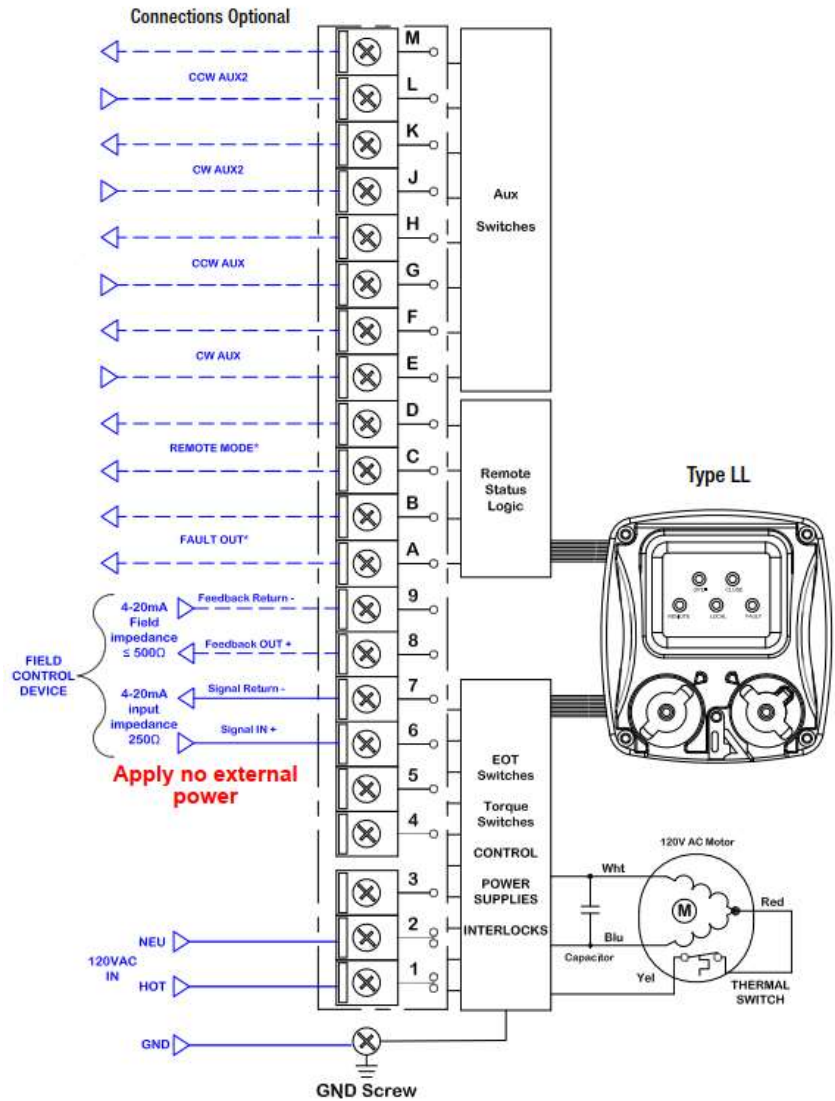 Connections Optional
M
CCW AUX2
L
K
CW AUX2
J
H
CCW AUX
G
F
CW AUX
E
Aux
Switches
D
REMOTE MODE*
C
B
FAULT OUT*
A
Remote
Status
Logic
Type LL
CLOSE
REMOTE
LOCAL
FAULT
FIELD
CONTROL
DEVICE
4-20mA
Field
impedance
≤ 500Ω
Feedback Return -
9
Feedback OUT +
8
4-20mA
input
impedance
250Ω
Signal Return -
7
Signal IN +
6
Apply no external
power
5
4
3
NEU
2
120VAC
IN
HOT
1
EOT
Switches
Torque
Switches
CONTROL
POWER
SUPPLIES
INTERLOCKS
120V AC Motor
Wht
Red
M
Blu
Capacitor
Yel
THERMAL
SWITCH
GND
GND Screw